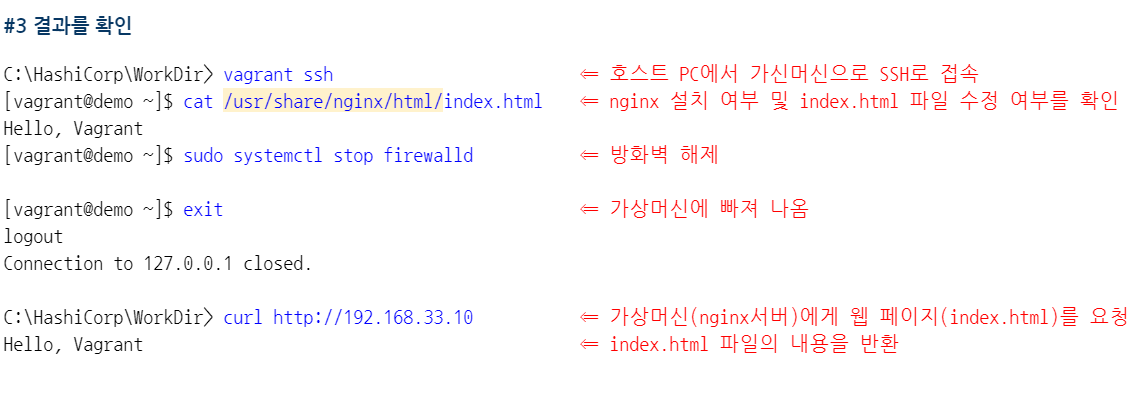 #3 결과를 확인
C:\HashiCorp\WorkDir> vagrant ssh ⇐ 호스트 PC에서 가신머신으로 SSH로 접속
[vagrant@demo ~]$ cat /usr/share/nginx/html/index.html ⇐ nginx 설치 여부 및 index.html 파일 수정 여부를 확인
Hello, Vagrant
[vagrant@demo ~]$ sudo systemctl stop firewalld ⇐ 방화벽 해제
[vagrant@demo ~]$ exit ⇐ 가상머신에 빠져 나옴
logout
Connection to 127.0.0.1 closed.
C:\HashiCorp\WorkDir> curl http://192.168.33.10 ⇐ 가상머신(nginx서버)에게 웹 페이지(index.html)를 요청
Hello, Vagrant ⇐ index.html 파일의 내용을 반환